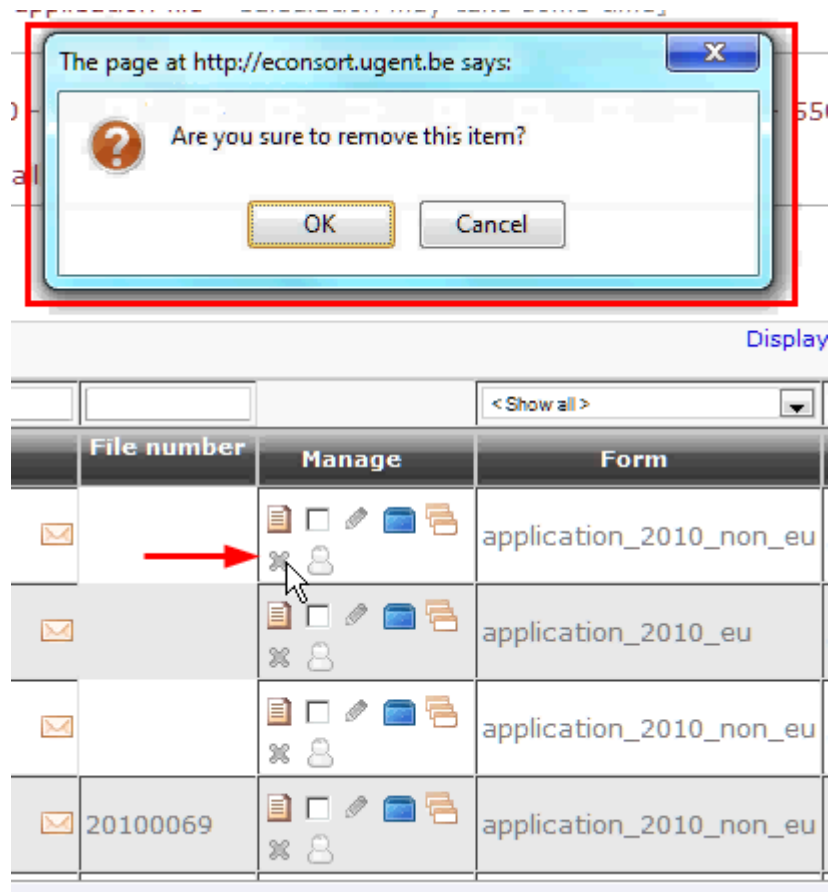 The page at http://econsort.ugent.be says:
X
Are you sure to remove this item?
OK Cancel
Display
< Show all >
File number Manage Form
application_2010_non_eu
application_2010_eu
application_2010_non_eu
20100069 application_2010_non_eu